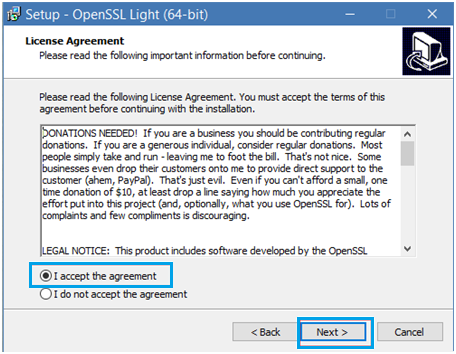 Setup - OpenSSL Light (64-bit)
License Agreement
Please read the following important information before continuing.
Please read the following License Agreement. You must accept the terms of this
agreement before continuing with the installation.
DONATIONS NEEDED!  If you are a business you should be contributing regular
donations.  If you are a generous individual, consider regular donations.  Most
people simply take and run - leaving me to foot the bill.  That's not nice.  Some
businesses even drop their customers onto me to provide direct support to the
customer (ahem, PayPal).  That's just evil.  Even if you can't afford a small, one
time donation of $10, at least drop a line saying how much you appreciate the
effort put into this project (and, optionally, what you use OpenSSL for).  Lots of
complaints and few compliments is discouraging.
LEGAL NOTICE:  This product includes software developed by the OpenSSL
I accept the agreement
I do not accept the agreement
< Back
Next >
Cancel